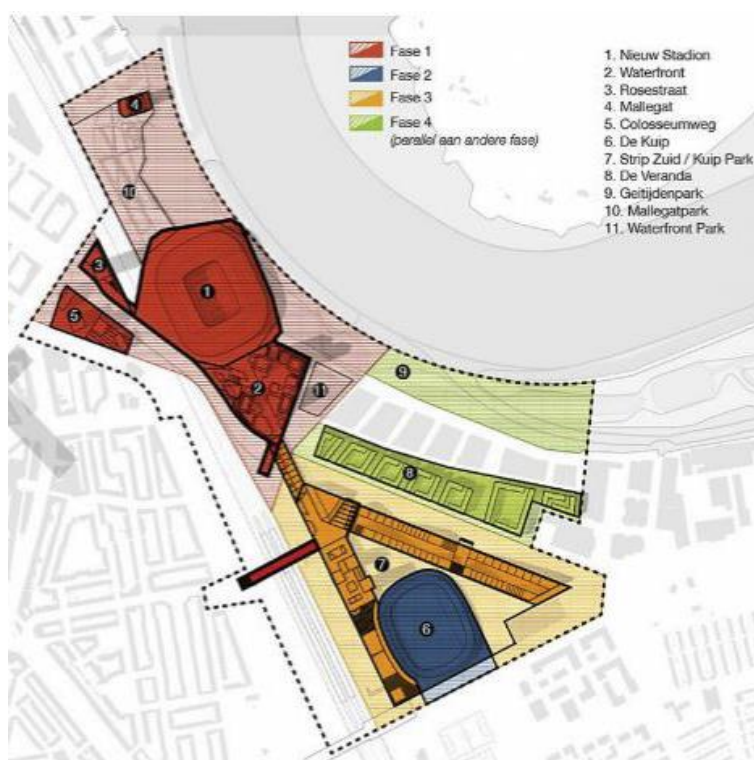 Fase 1
Fase 2
Fase 3
Fase 4
(parallel aan andere fase)
1. Nieuw Stadion
2. Waterfront
3. Rosestraat
4. Mallegat
5. Colosseumweg
6. De Kuip
7. Strip Zuid / Kuip Park
8. De Veranda
9. Geitijdenpark
10. Mallegatpark
11. Waterfront Park
4
10
3
1
5
2
11
9
8
7
6